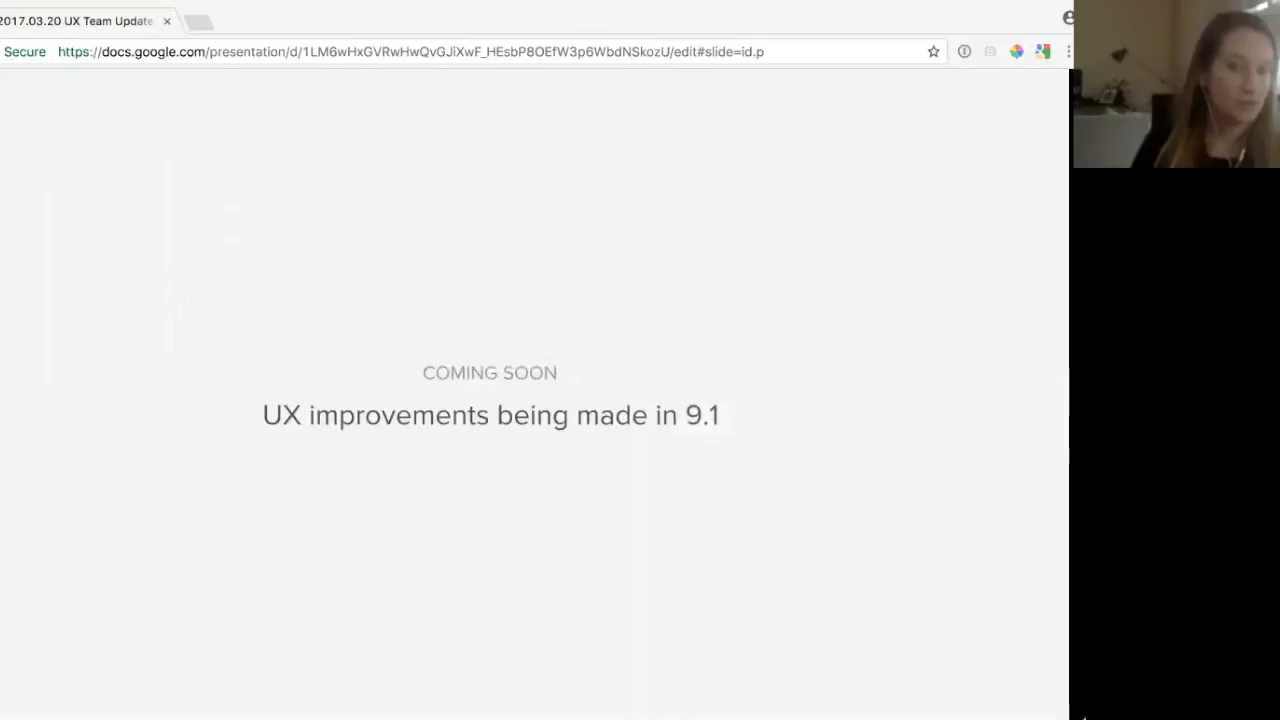 2017.03.20 UX Team Update
Secure https://docs.google.com/presentation/d/1LM6wHxGVRwHwQvGJiXwF_HEsbP8OEfW3p6WbdNSkozU/edit#slide=id.p
COMING SOON
UX improvements being made in 9.1